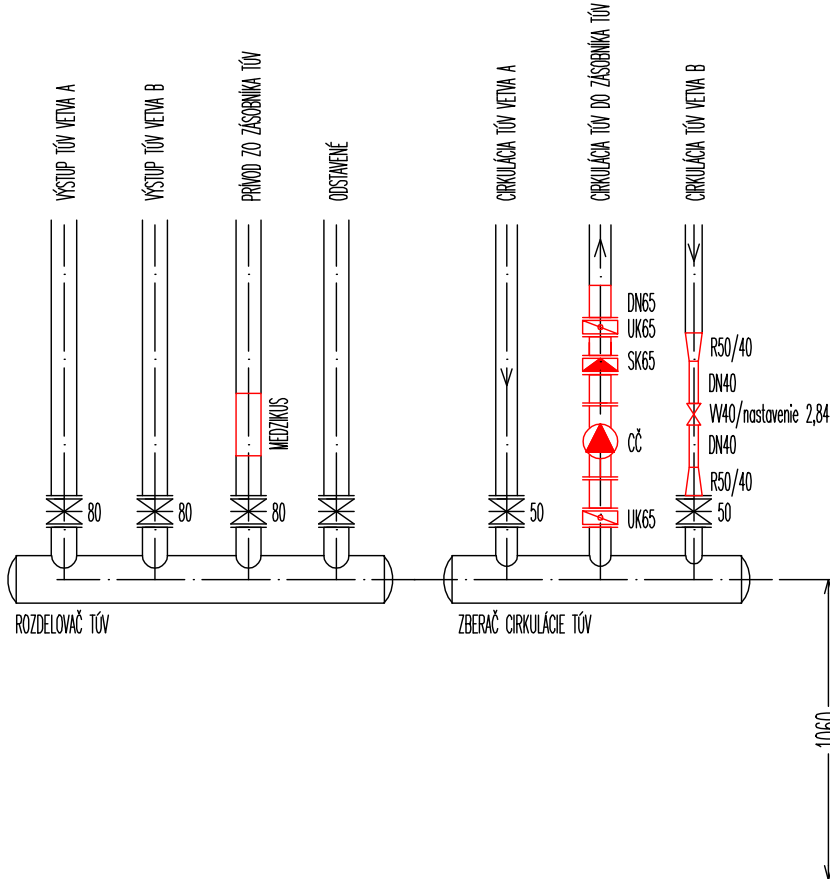 VÝSTUP TÚV VETVA A
VÝSTUP TÚV VETVA B
PRÍVOD ZO ZÁSOBNÍKA TÚV
ODSTAVENÉ
CIRKULÁCIA TÚV VETVA A
CIRKULÁCIA TÚV DO ZÁSOBNÍKA TÚV
CIRKULÁCIA TÚV VETVA B
DN65
UK65
SK65
CČ
UK65
R50/40
DN40
VV40/nastavenie 2,84
DN40
R50/40
MEDZIKUS
80
80
80
50
50
ROZDELOVAČ TÚV
ZBERAČ CIRKULÁCIE TÚV
1060